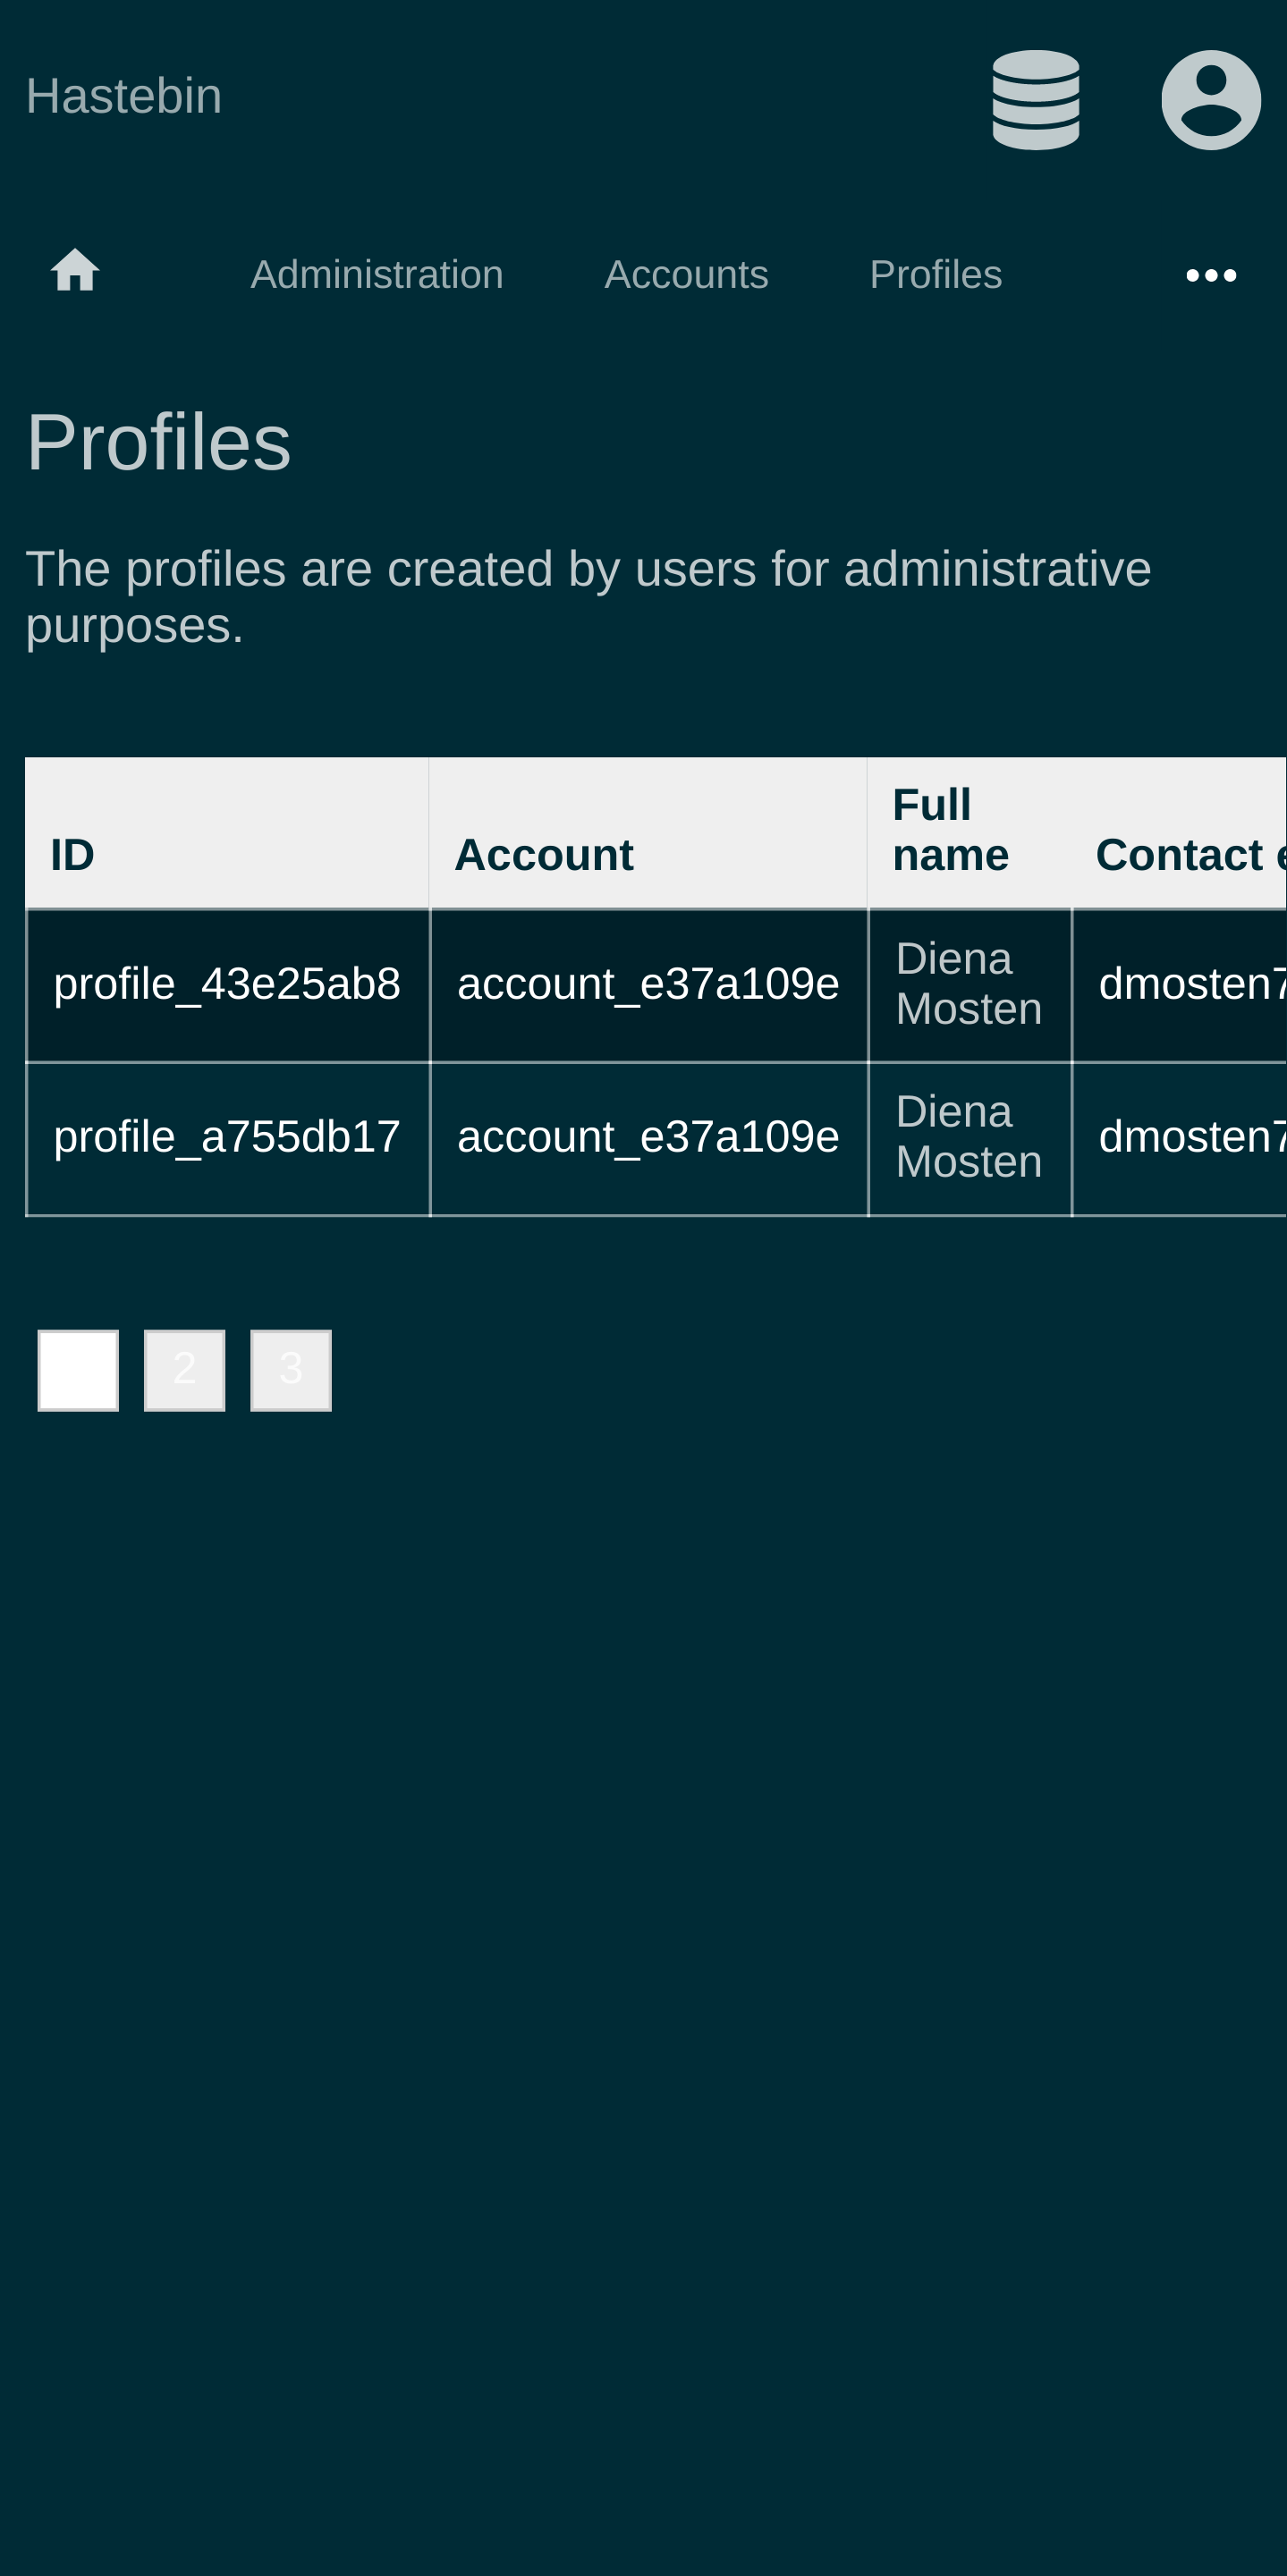 Hastebin
Administration Accounts Profiles
Profiles
The profiles are created by users for administrative
purposes.
ID Account Full name Contact
profile_43e25ab8 account_e37a109e Diena Mosten dmosten7
profile_a755db17 account_e37a109e Diena Mosten dmosten7
2 3